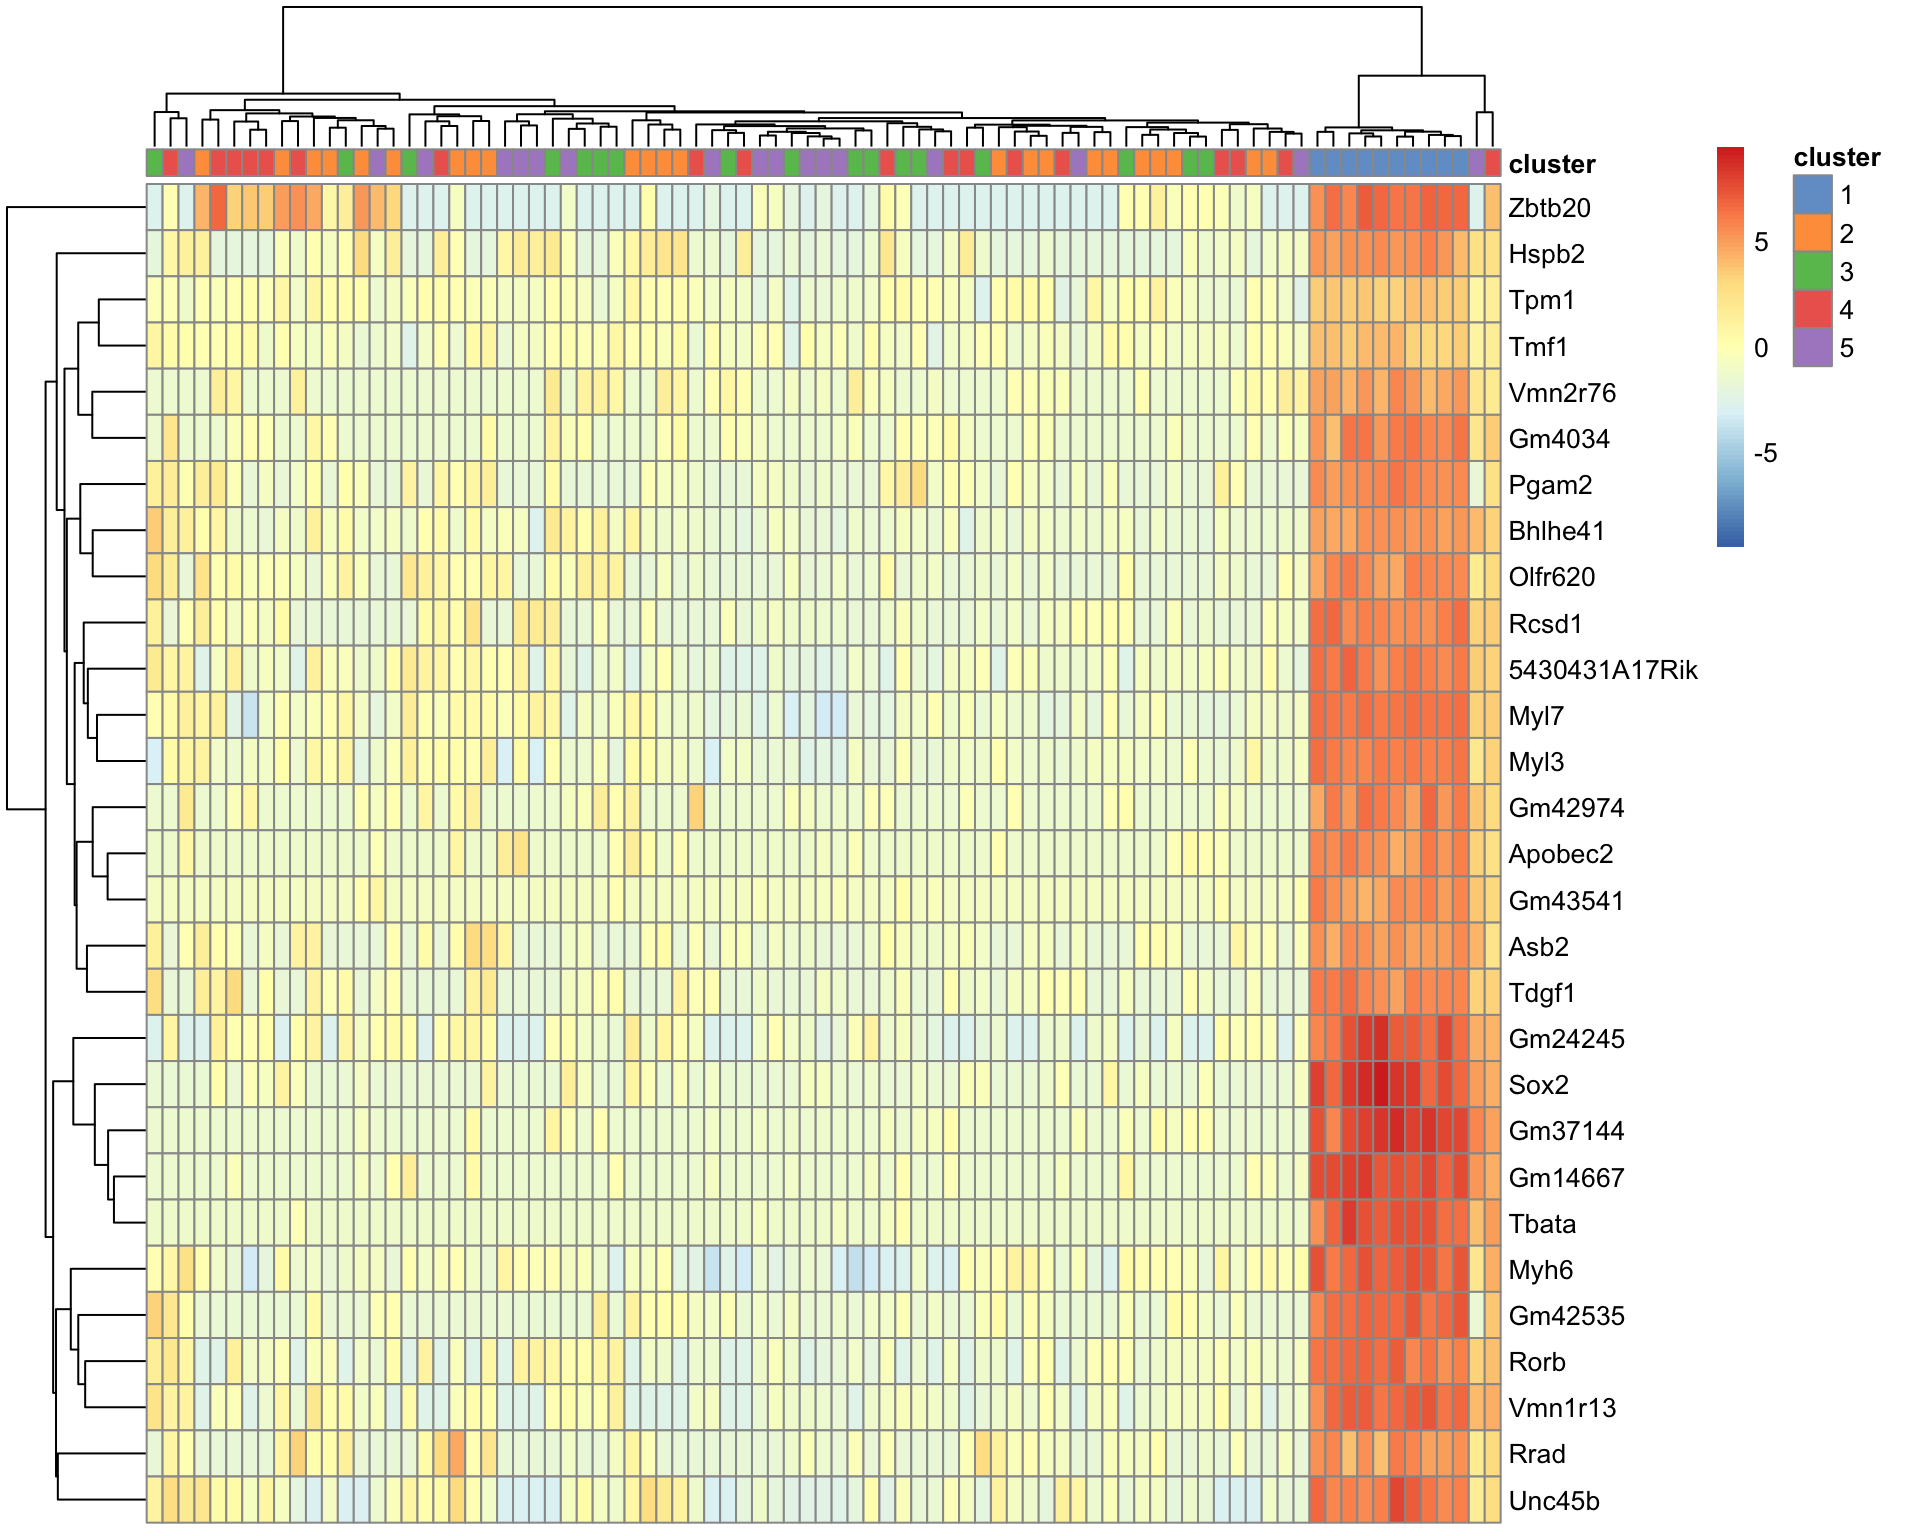 cluster
Zbtb20
Hspb2
Tpm1
Tmf1
Vmn2r76
Gm4034
Pgam2
Bhlhe41
Olfr620
Rcsd1
5430431A17Rik
Myl7
Myl3
Gm42974
Apobec2
Gm43541
Asb2
Tdgf1
Gm24245
Sox2
Gm37144
Gm14667
Tbata
Myh6
Gm42535
Rorb
Vmn1r13
Rrad
Unc45b
5
0
-5
cluster
1
2
3
4
5